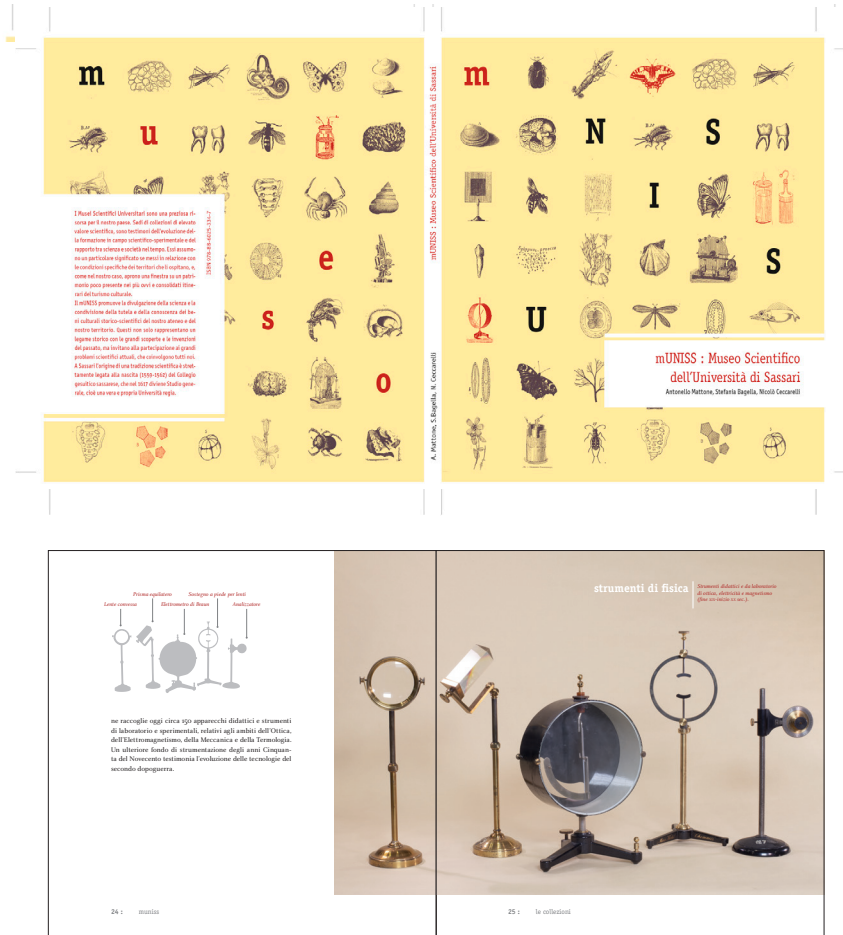 m
u
e
s
o
I Musei Scientifici Universitari sono una preziosa ri-
sorsa per il nostro paese. Sedi di collezioni di elevato
valore scientifico, sono testimoni dell'evoluzione del-
la formazione in campo scientifico-sperimentale e del
rapporto tra scienza e società nel tempo. Essi assumo-
no un particolare significato se messi in relazione con
le condizioni specifiche dei territori che li ospitano, e,
come nel nostro caso, aprono una finestra su un patri-
monio poco presente nei più ovvi e consolidati itine-
rari del turismo culturale.
Il mUNISS promuove la divulgazione della scienza e la
condivisione della tutela e della conoscenza dei be-
ni culturali storico-scientifici del nostro ateneo e del
nostro territorio. Questi non solo rappresentano un
legame storico con le grandi scoperte e le invenzioni
del passato, ma invitano alla partecipazione ai grandi
problemi scientifici attuali, che coinvolgono tutti noi.
A Sassari l'origine di una tradizione scientifica è stret-
tamente legata alla nascita (1559-1562) del Collegio
gesuitico sassarese, che nel 1617 diviene Studio gene-
rale, cioè una vera e propria Università regia.
mUNISS : Museo Scientifico dell'Università di Sassari
A. Mattone, S.Bagella, N. Ceccarelli
m
N
S
I
S
U
mUNISS : Museo Scientifico
dell'Università di Sassari
Antonello Mattone, Stefania Bagella, Nicolò Ceccarelli
Prisma equilatero
Sostegno a piede per lenti
Lente convessa
Elettrometro di Braun
Analizzatore
ne raccoglie oggi circa 150 apparecchi didattici e strumenti
di laboratorio e sperimentali, relativi agli ambiti dell'Ottica,
dell'Elettromagnetismo, della Meccanica e della Termologia.
Un ulteriore fondo di strumentazione degli anni Cinquan-
ta del Novecento testimonia l'evoluzione delle tecnologie del
secondo dopoguerra.
24 : muniss
strumenti di fisica
Strumenti didattici e da laboratorio
di ottica, elettricità e magnetismo
25 : le collezioni